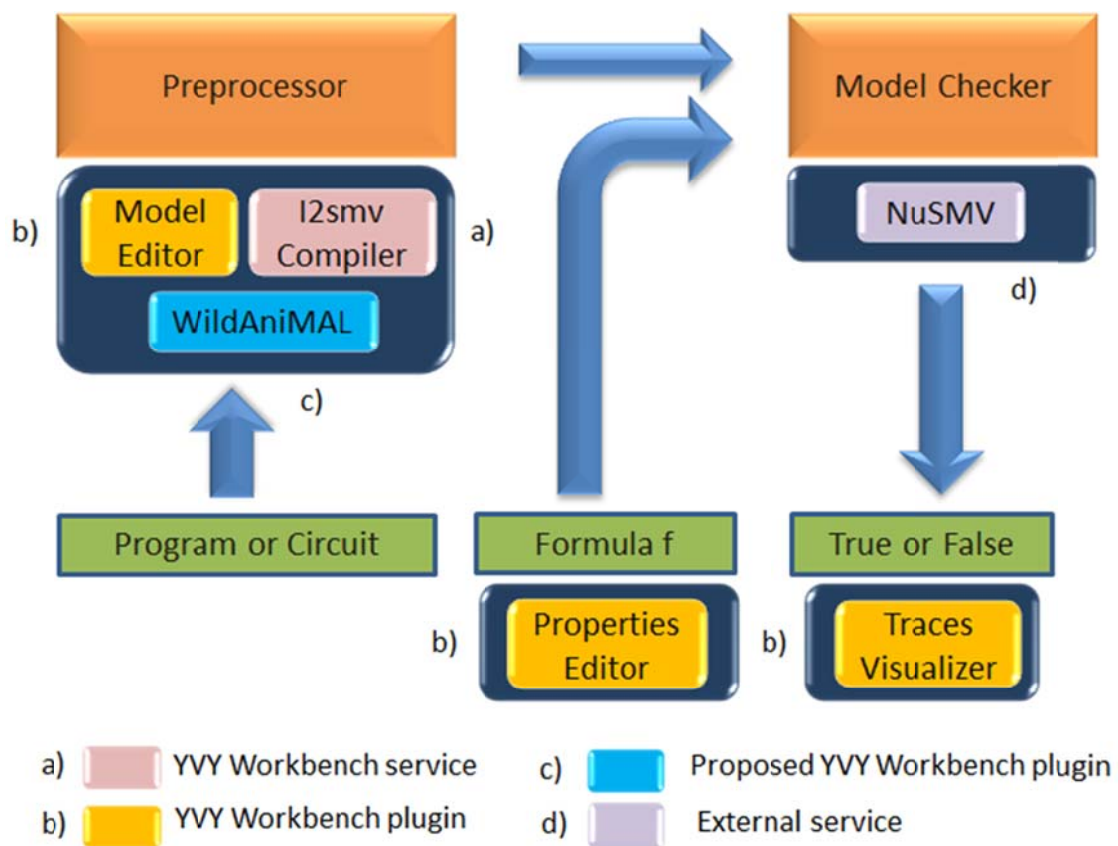 Preprocessor
Model Checker
b)
Model
Editor
I2smv
Compiler
a)
NuSMV
d)
WildAniMAL
c)
Program or Circuit
Formula f
True or False
b)
Properties
Editor
b)
Traces
Visualizer
a) YVY Workbench service
c) Proposed YVY Workbench plugin
b) YVY Workbench plugin
d) External service